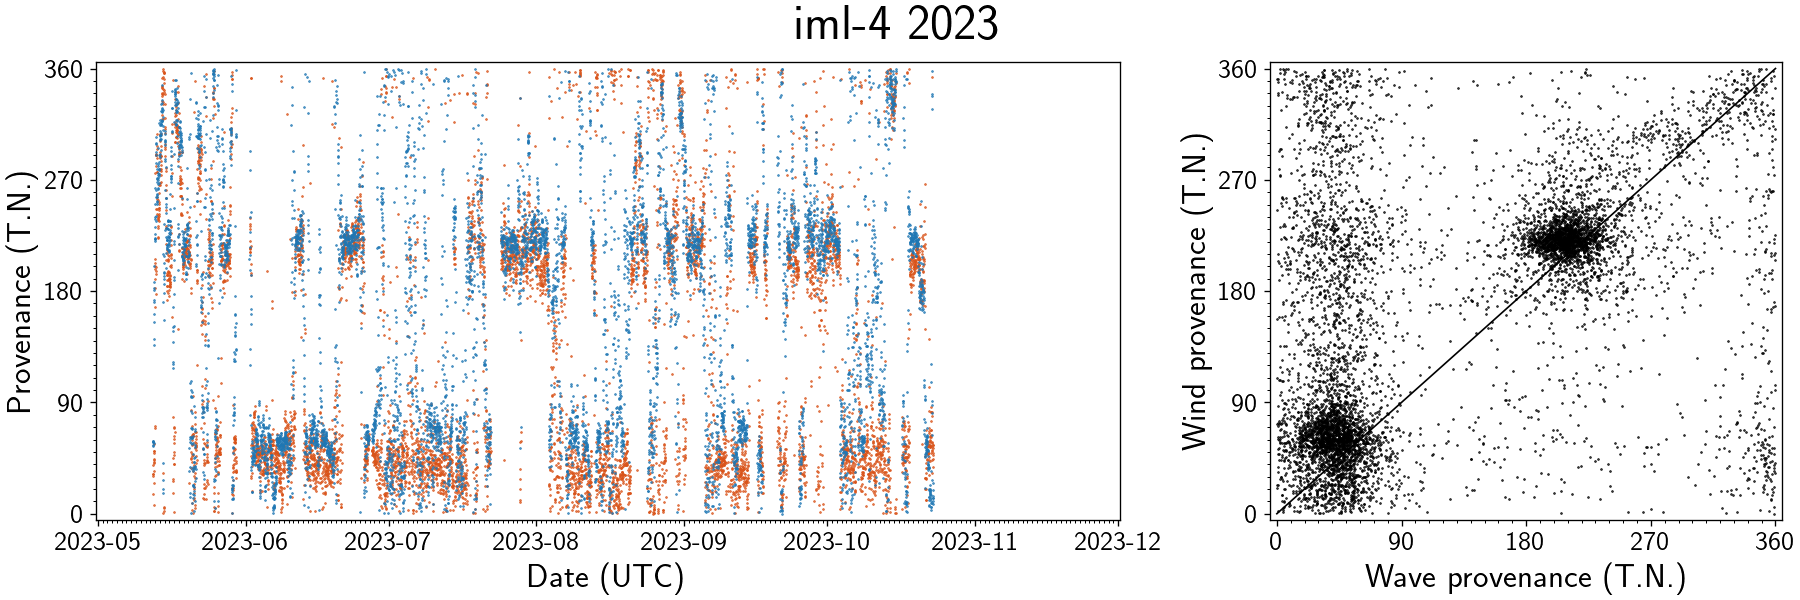 iml-4 2023
Provenance (T.N.)
360
270
180
90
0
2023-05 2023-06 2023-07 2023-08 2023-09 2023-10 2023-11 2023-12
Date (UTC)
Wind provenance (T.N.)
360
270
180
90
0
0 90 180 270 360
Wave provenance (T.N.)